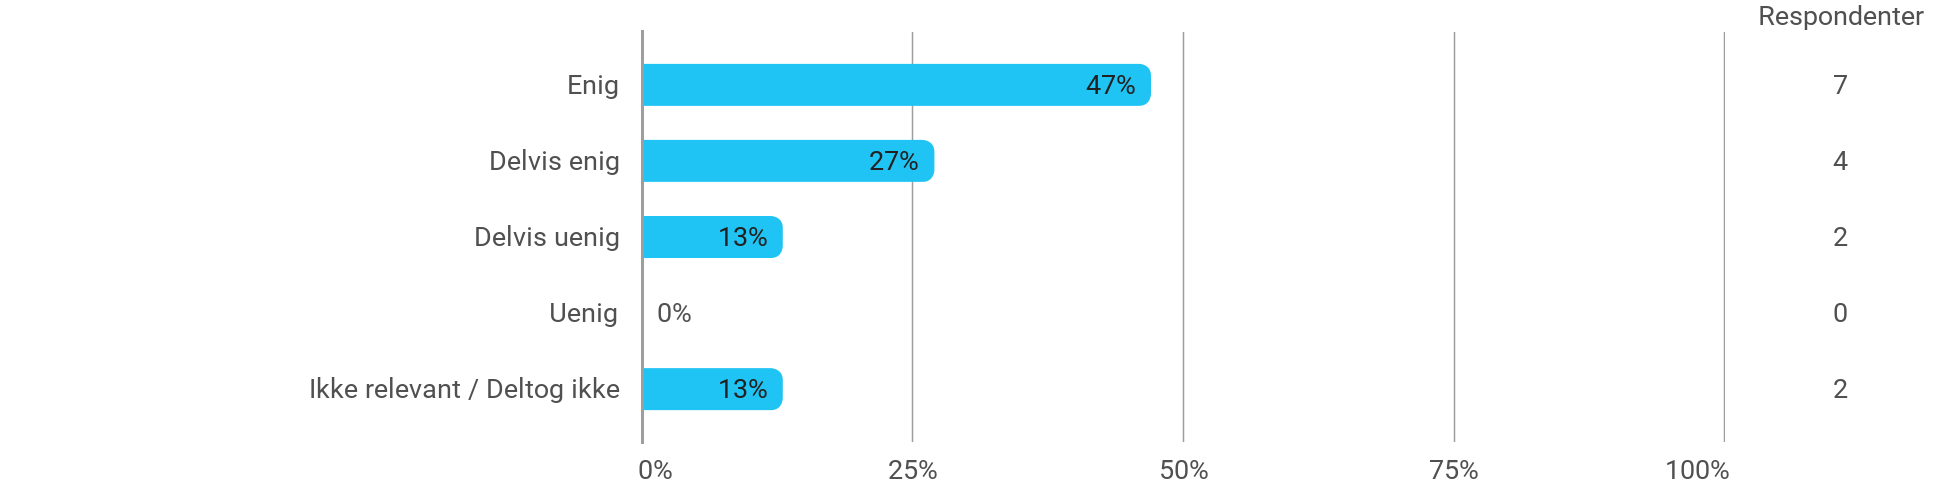 Respondenter
Enig 47% 7
Delvis enig 27% 4
Delvis uenig 13% 2
Uenig 0% 0
Ikke relevant / Deltog ikke 13% 2
0% 25% 50% 75% 100%